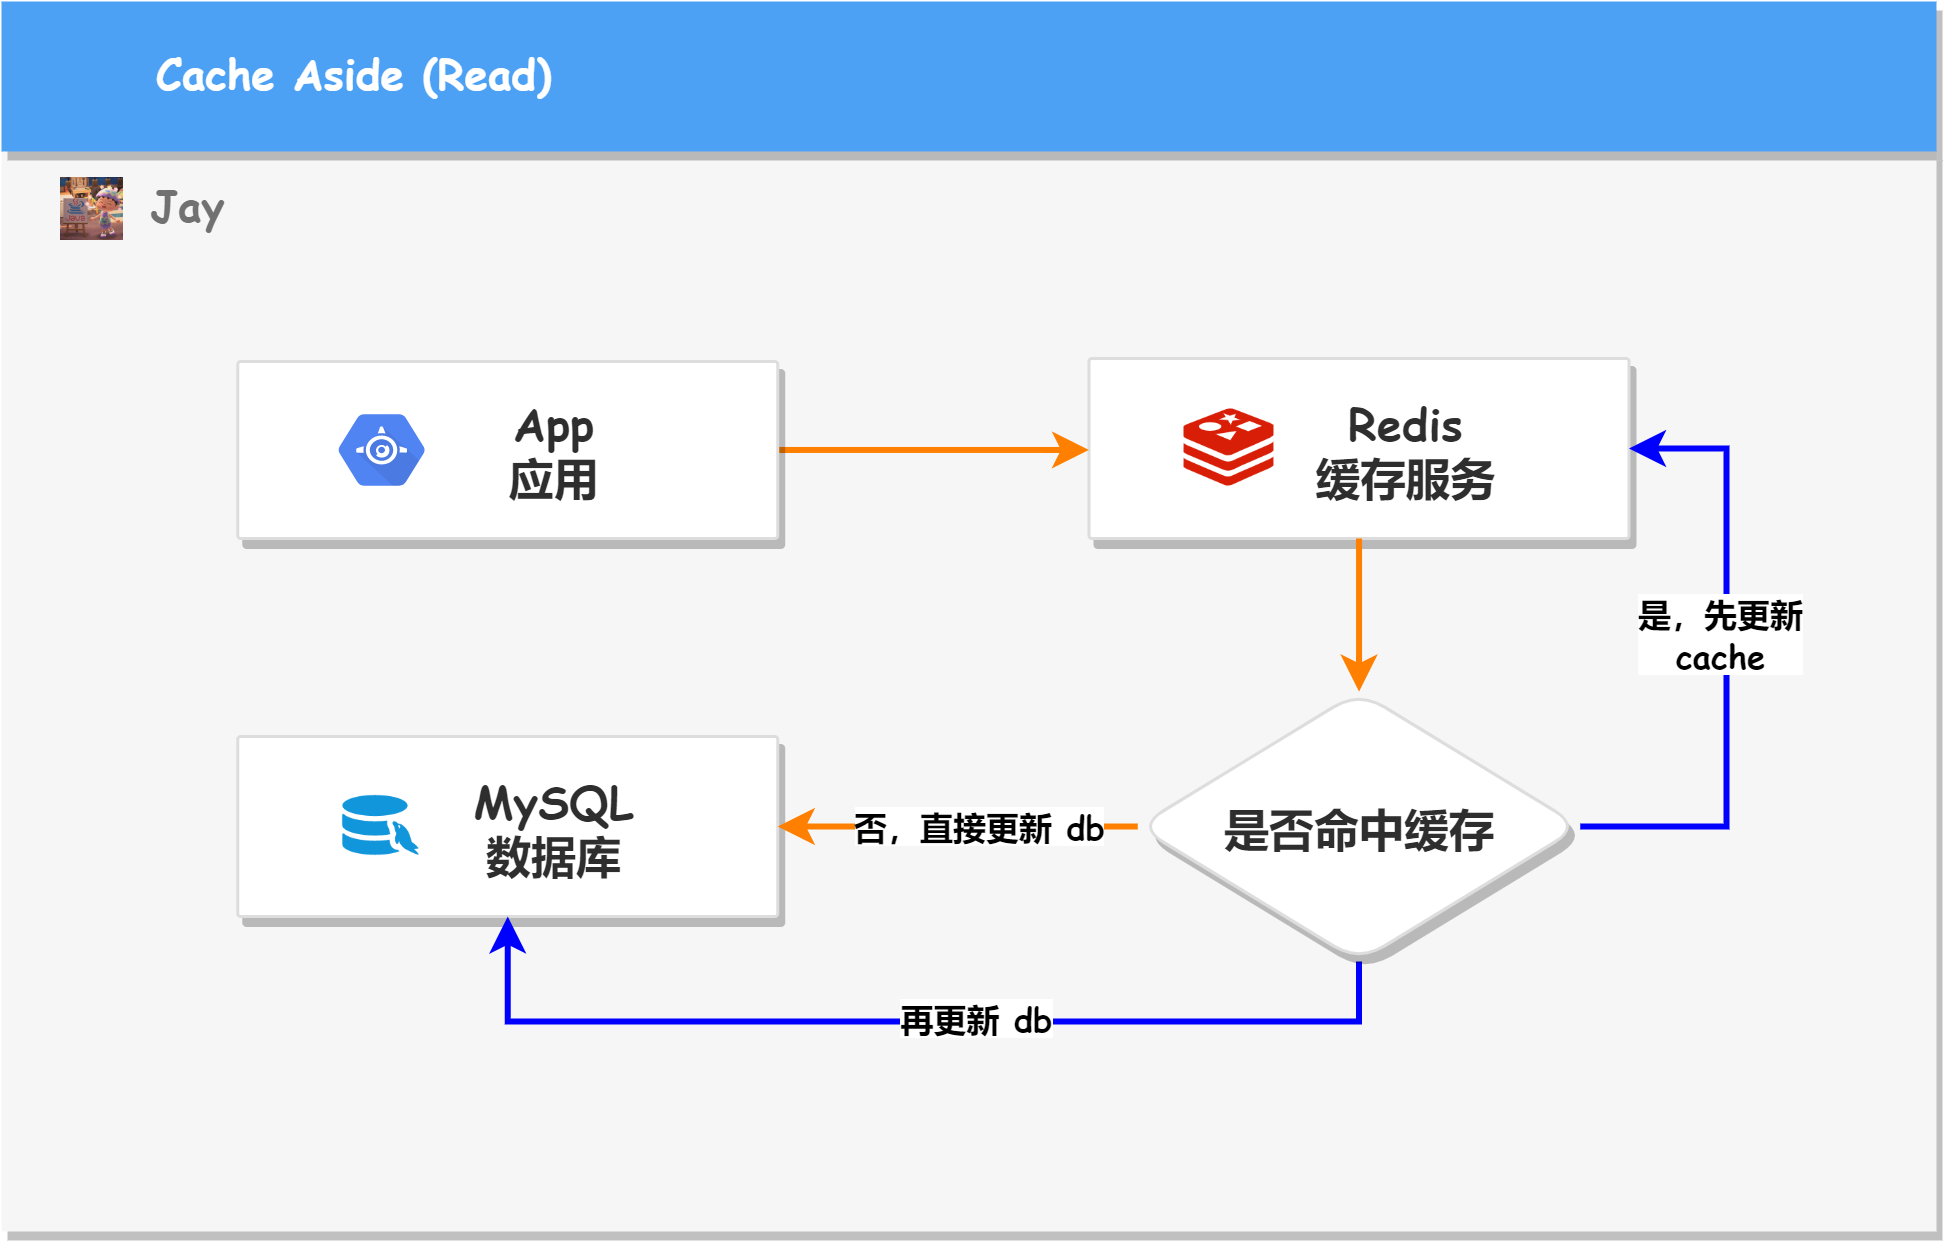 Cache Aside (Read)
Jay
App
应用
Redis
缓存服务
是，先更新
cache
MySQL
数据库
否，直接更新 db
是否命中缓存
再更新 db